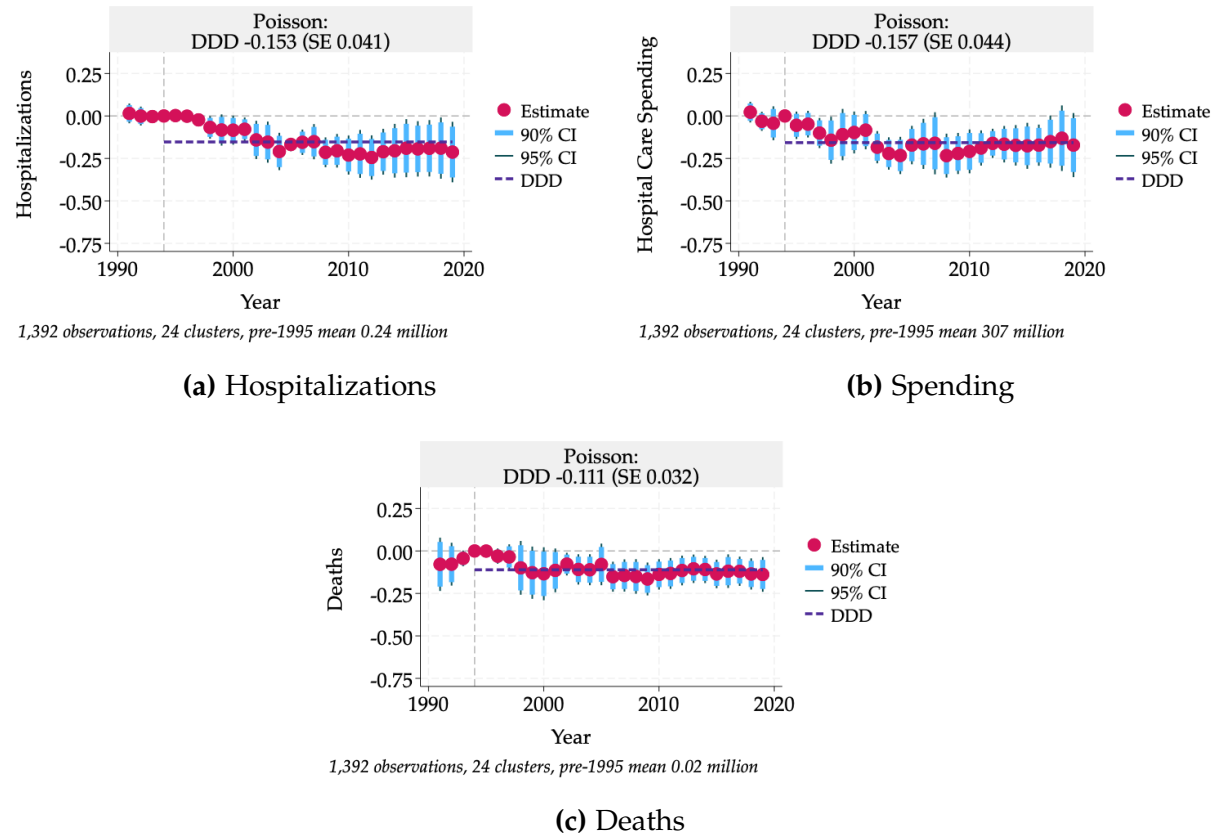 Poisson:
DDD -0.153 (SE 0.041)
Hospitalizations
0.25
0.00
-0.25
-0.50
-0.75
1990 2000 2010 2020
Year
Estimate
90% CI
95% CI
DDD
1,392 observations, 24 clusters, pre-1995 mean 0.24 million
(a) Hospitalizations
Poisson:
DDD -0.157 (SE 0.044)
Hospital Care Spending
0.25
0.00
-0.25
-0.50
-0.75
1990 2000 2010 2020
Year
Estimate
90% CI
95% CI
DDD
1,392 observations, 24 clusters, pre-1995 mean 307 million
(b) Spending
Poisson:
DDD -0.111 (SE 0.032)
Deaths
0.25
0.00
-0.25
-0.50
-0.75
1990 2000 2010 2020
Year
Estimate
90% CI
95% CI
DDD
1,392 observations, 24 clusters, pre-1995 mean 0.02 million
(c) Deaths